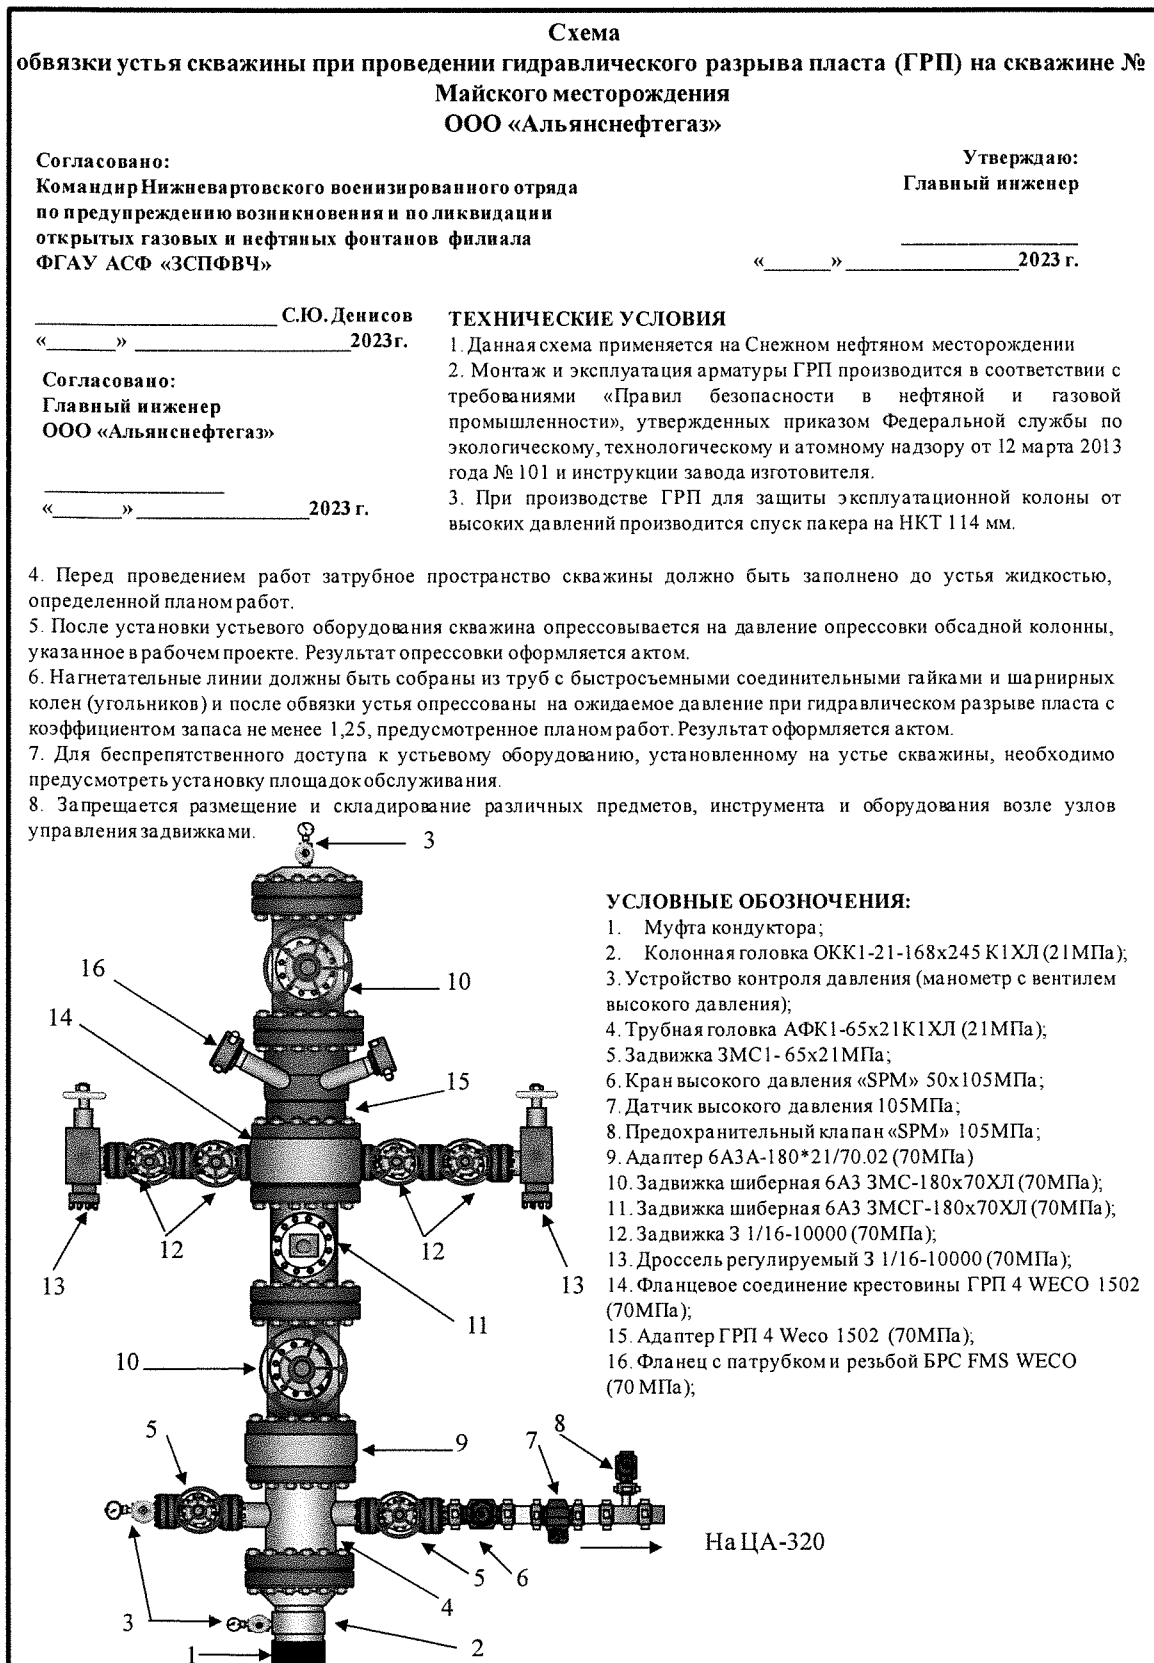 Схема
обвязки устья скважины при проведении гидравлического разрыва пласта (ГРП) на скважине №
Майского месторождения
ООО «Альянснефтегаз»
Согласовано:
Командир Нижневартовского военизированного отряда
по предупреждению возникновения и по ликвидации
открытых газовых и нефтяных фонтанов филиала
ФГАУ АСФ «ЗСПФВЧ»
Утверждаю:
Главный инженер
_______________
«______» _______________2023 г.
_____________________ С.Ю. Денисов
«______» ___________________2023г.
Согласовано:
Главный инженер
ООО «Альянснефтегаз»
________________
«______» _______________2023 г.
ТЕХНИЧЕСКИЕ УСЛОВИЯ
1. Данная схема применяется на Снежном нефтяном месторождении
2. Монтаж и эксплуатация арматуры ГРП производится в соответствии с
требованиями «Правил безопасности в нефтяной и газовой
промышленности», утвержденных приказом Федеральной службы по
экологическому, технологическому и атомному надзору от 12 марта 2013
года № 101 и инструкции завода изготовителя.
3. При производстве ГРП для защиты эксплуатационной колоны от
высоких давлений производится спуск пакера на НКТ 114 мм.
4. Перед проведением работ затрубное пространство скважины должно быть заполнено до устья жидкостью,
определенной планом работ.
5. После установки устьевого оборудования скважина опрессовывается на давление опрессовки обсадной колонны,
указанное в рабочем проекте. Результат опрессовки оформляется актом.
6. Нагнетательные линии должны быть собраны из труб с быстросъемными соединительными гайками и шарнирных
колен (угольников) и после обвязки устья опрессованы на ожидаемое давление при гидравлическом разрыве пласта с
коэффициентом запаса не менее 1,25, предусмотренное планом работ. Результат оформляется актом.
7. Для беспрепятственного доступа к устьевому оборудованию, установленному на устье скважины, необходимо
предусмотреть установку площадок обслуживания.
8. Запрещается размещение и складирование различных предметов, инструмента и оборудования возле узлов
управления задвижками.
3
16
10
14
15
12
12
13
13
11
10
5
9
7
8
3
4
5
6
2
1
На ЦА-320
УСЛОВНЫЕ ОБОЗНОЧЕНИЯ:
1. Муфта кондуктора;
2. Колонная головка ОКК1-21-168х245 К1ХЛ (21МПа);
3. Устройство контроля давления (манометр с вентилем
высокого давления);
4. Трубная головка АФК1-65х21К1ХЛ (21МПа);
5. Задвижка ЗМС1- 65х21МПа;
6. Кран высокого давления «SPM» 50х105МПа;
7. Датчик высокого давления 105МПа;
8. Предохранительный клапан «SPM» 105МПа;
9. Адаптер 6АЗА-180*21/70.02 (70МПа)
10. Задвижка шиберная 6АЗ ЗМС-180х70ХЛ (70МПа);
11. Задвижка шиберная 6АЗ ЗМСГ-180х70ХЛ (70МПа);
12. Задвижка 3 1/16-10000 (70МПа);
13. Дроссель регулируемый 3 1/16-10000 (70МПа);
14. Фланцевое соединение крестовины ГРП 4 WECO 1502
(70МПа);
15. Адаптер ГРП 4 Weco 1502 (70МПа);
16. Фланец с патрубком и резьбой БРС FMS WECO
(70 МПа);